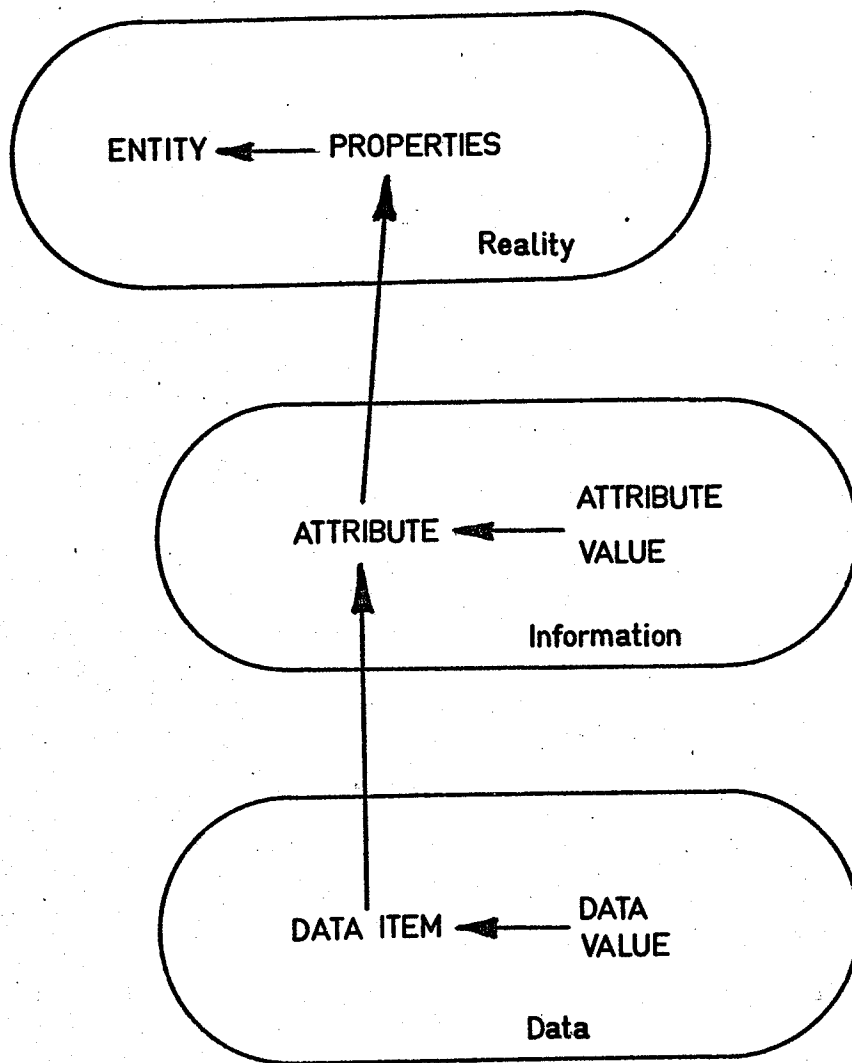 ENTITY PROPERTIES
Reality
ATTRIBUTE
ATTRIBUTE
VALUE
Information
DATA ITEM
DATA
VALUE
Data